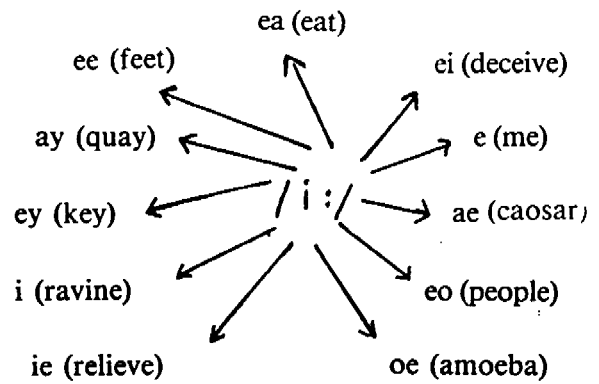 ea (eat)
ee (feet)
ei (deceive)
ay (quay)
e (me)
/i:/
ey (key)
ae (caosar)
i (ravine)
eo (people)
ie (relieve)
oe (amoeba)